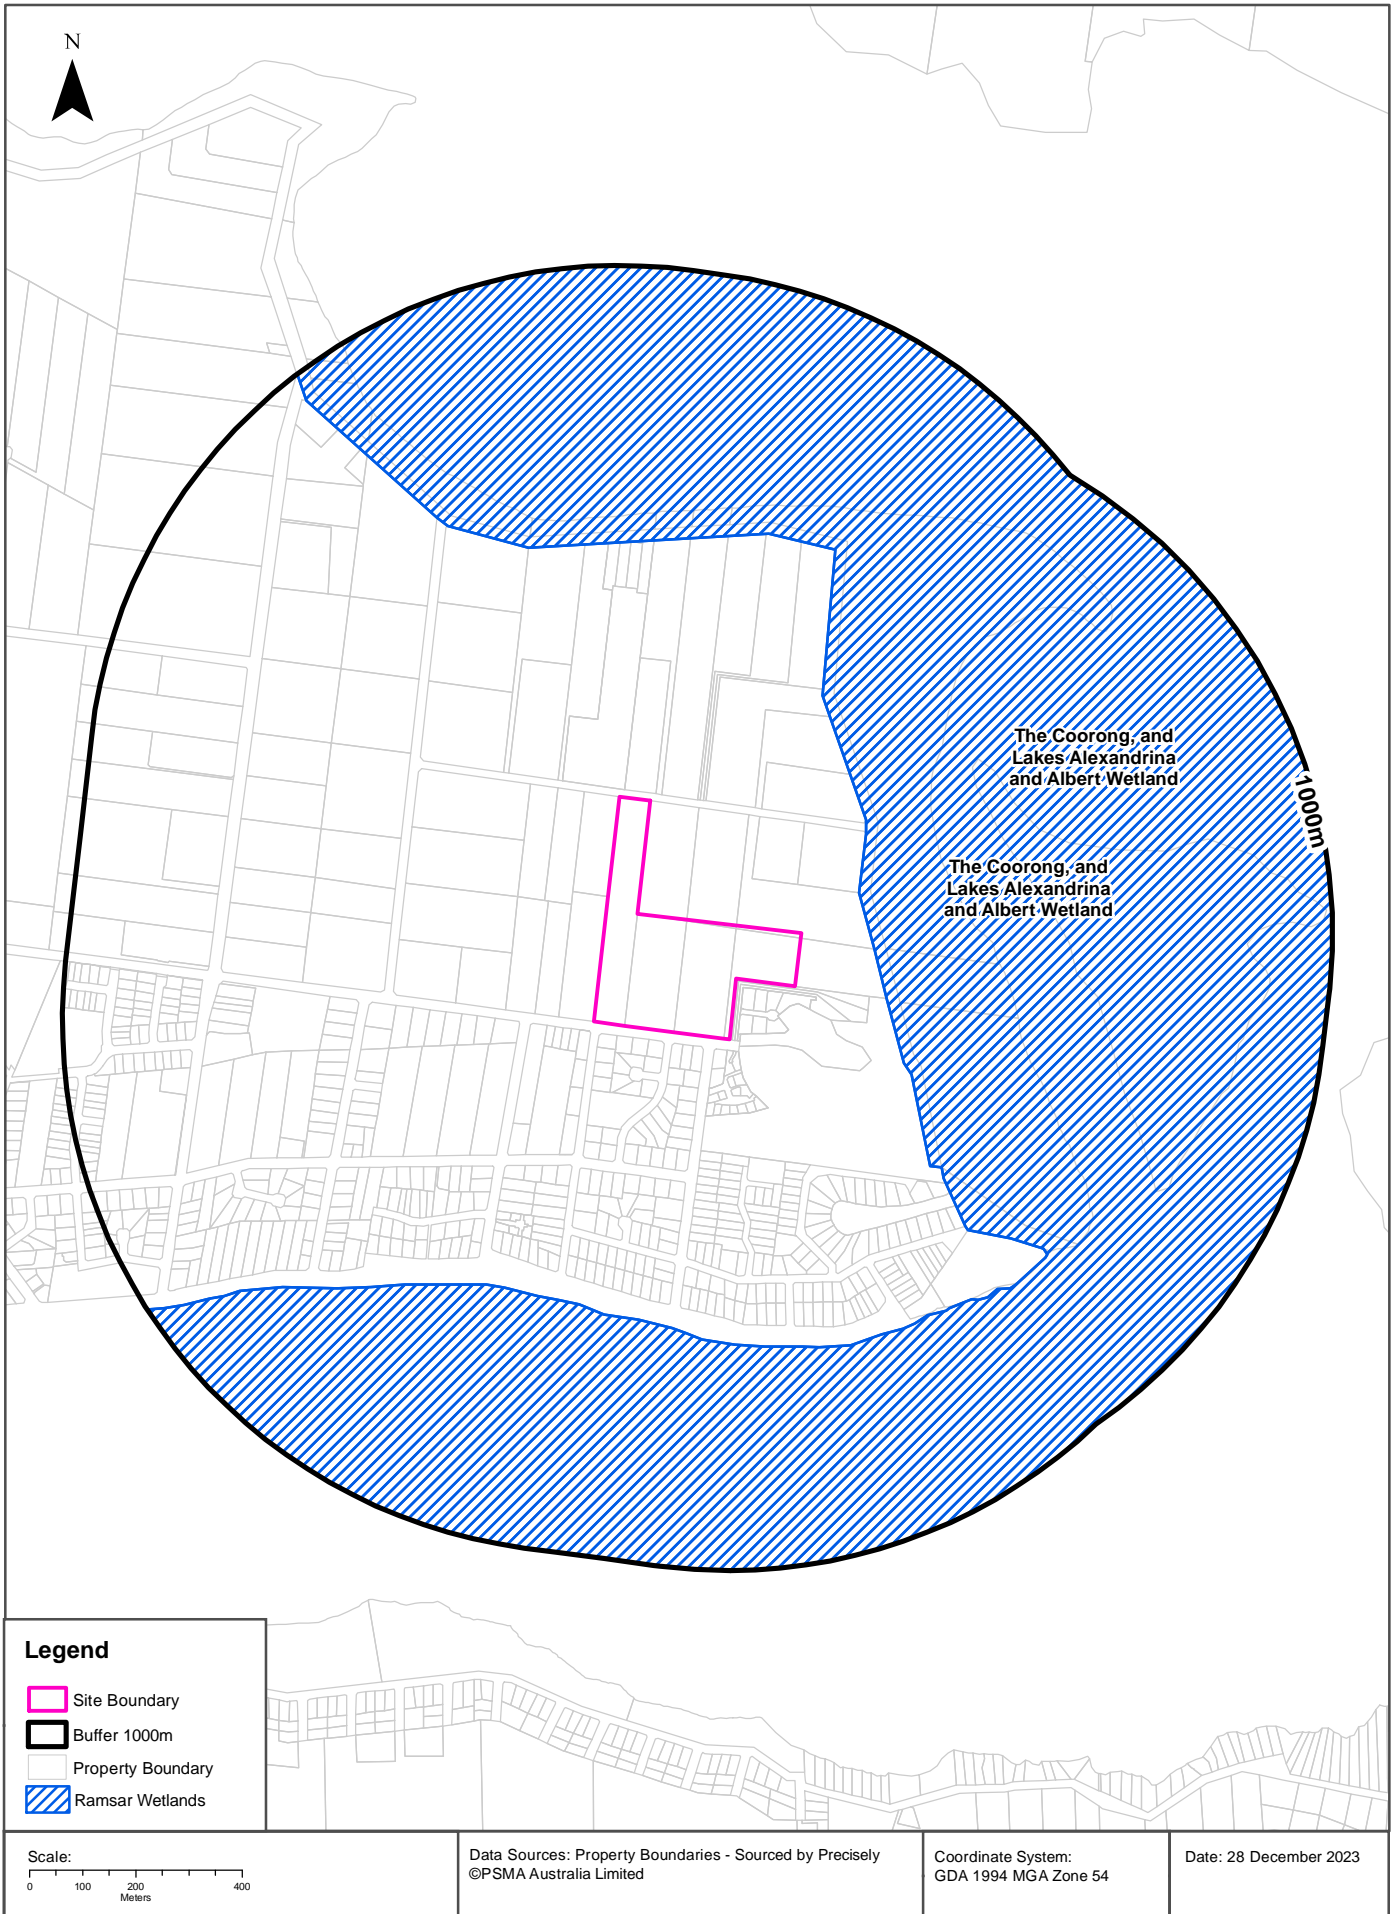 N
The Coorong, and
Lakes Alexandrina
and Albert Wetland
1000m
The Coorong, and
Lakes Alexandrina
and Albert Wetland
Legend
Site Boundary
Buffer 1000m
Property Boundary
Ramsar Wetlands
Scale:
0 100 200 400
Meters
Data Sources: Property Boundaries - Sourced by Precisely
©PSMA Australia Limited
Coordinate System:
GDA 1994 MGA Zone 54
Date: 28 December 2023